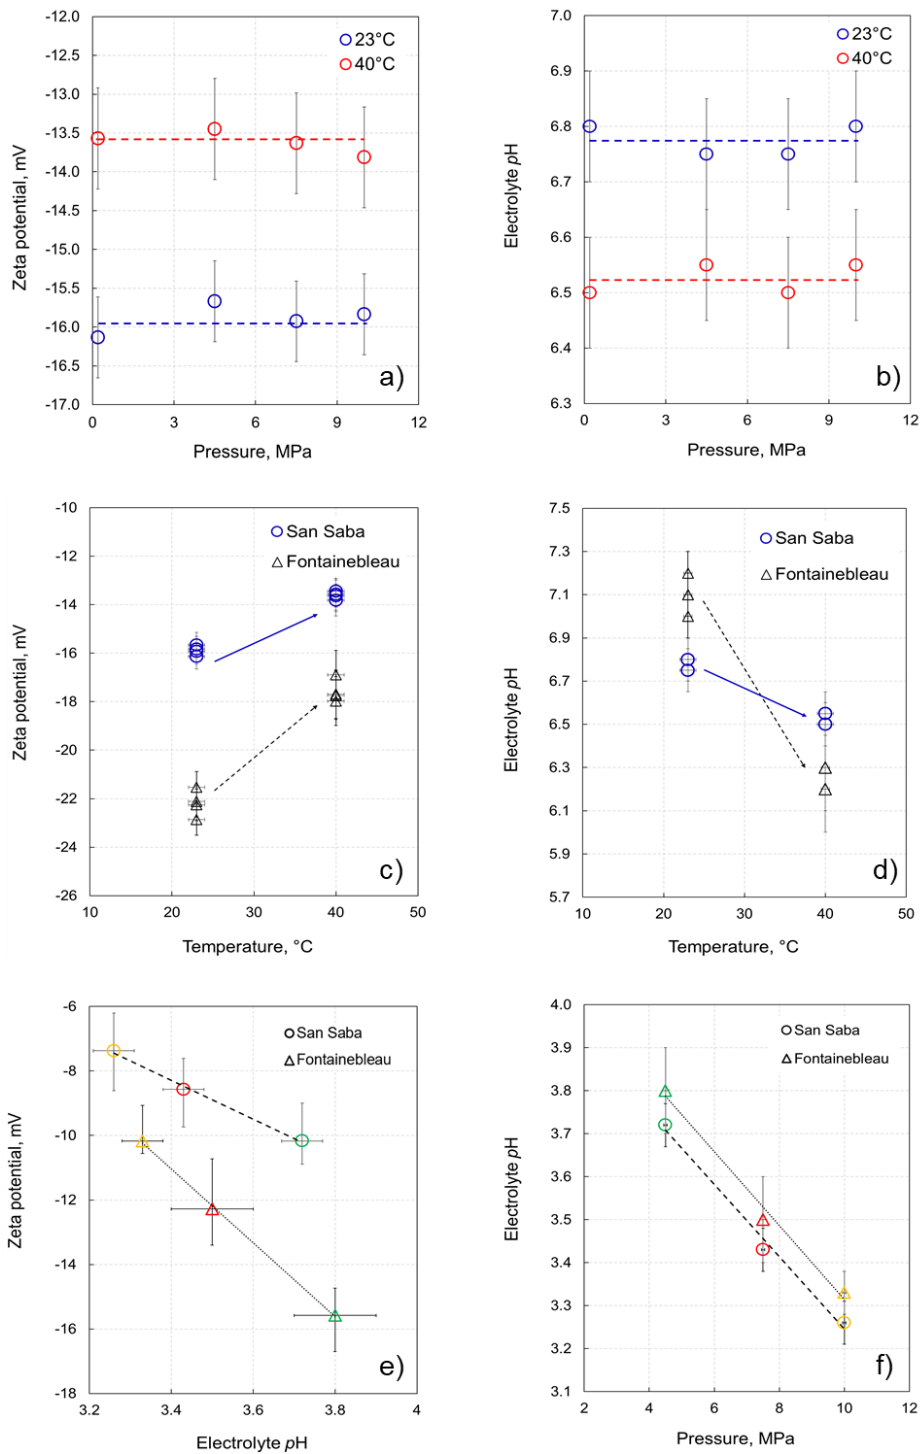 -12.0
-12.5
-13.0
-13.5
-14.0
-14.5
-15.0
-15.5
-16.0
-16.5
-17.0
Zeta potential, mV
23°C
40°C
a)
0
3
6
9
12
Pressure, MPa
7.0
6.9
6.8
6.7
6.6
6.5
6.4
6.3
Electrolyte pH
23°C
40°C
b)
0
3
6
9
12
Pressure, MPa
-10
-12
-14
-16
-18
-20
-22
-24
-26
Zeta potential, mV
San Saba
Fontainebleau
c)
10
20
30
40
50
Temperature, °C
7.5
7.3
7.1
6.9
6.7
6.5
6.3
6.1
5.9
5.7
Electrolyte pH
San Saba
Fontainebleau
d)
10
20
30
40
50
Temperature, °C
-6
-8
-10
-12
-14
-16
-18
Zeta potential, mV
San Saba
Fontainebleau
e)
3.2
3.4
3.6
3.8
4
Electrolyte pH
4.0
3.9
3.8
3.7
3.6
3.5
3.4
3.3
3.2
3.1
Electrolyte pH
San Saba
Fontainebleau
f)
2
4
6
8
10
12
Pressure, MPa